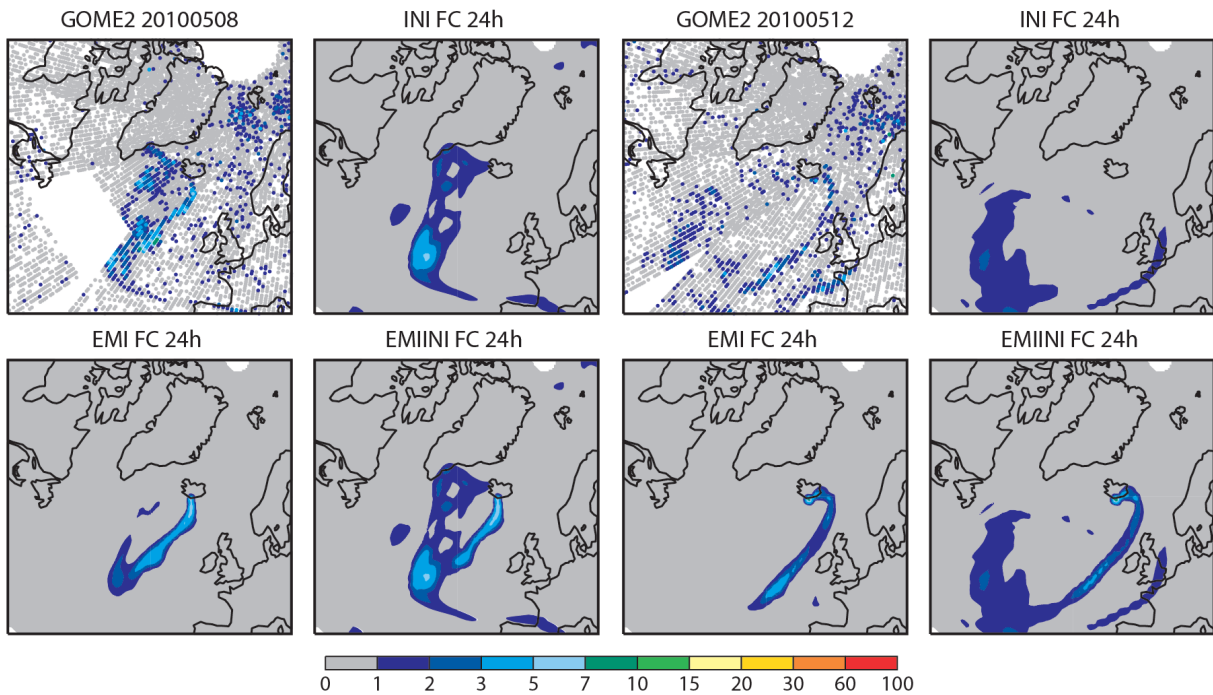 GOME2 20100508 INI FC 24h GOME2 20100512 INI FC 24h
EMI FC 24h EMIINI FC 24h EMI FC 24h EMIINI FC 24h
0 1 2 3 5 7 10 15 20 30 60 100